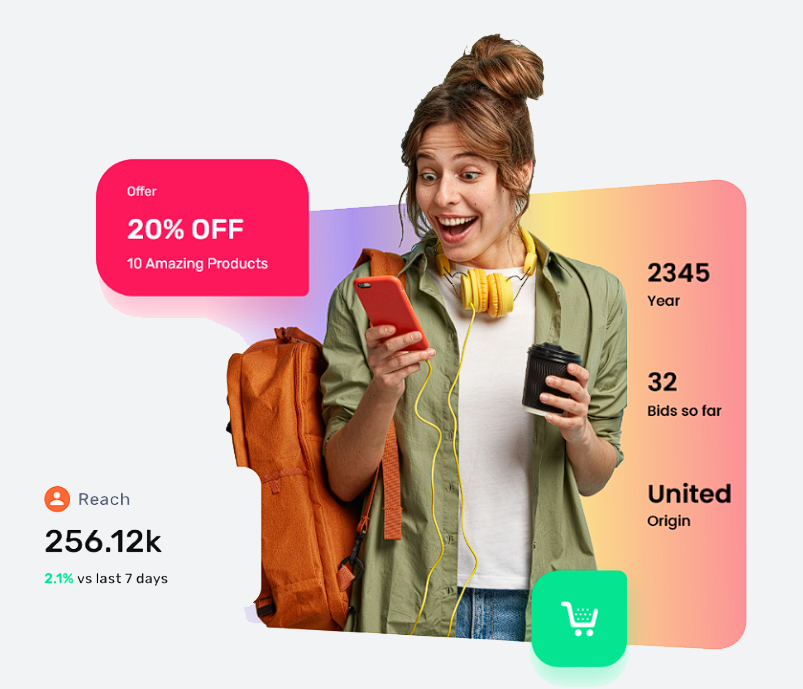 Offer
20% OFF
10 Amazing Products
2345
Year
32
Bids so far
United
Origin
Reach
256.12k
2.1% vs last 7 days